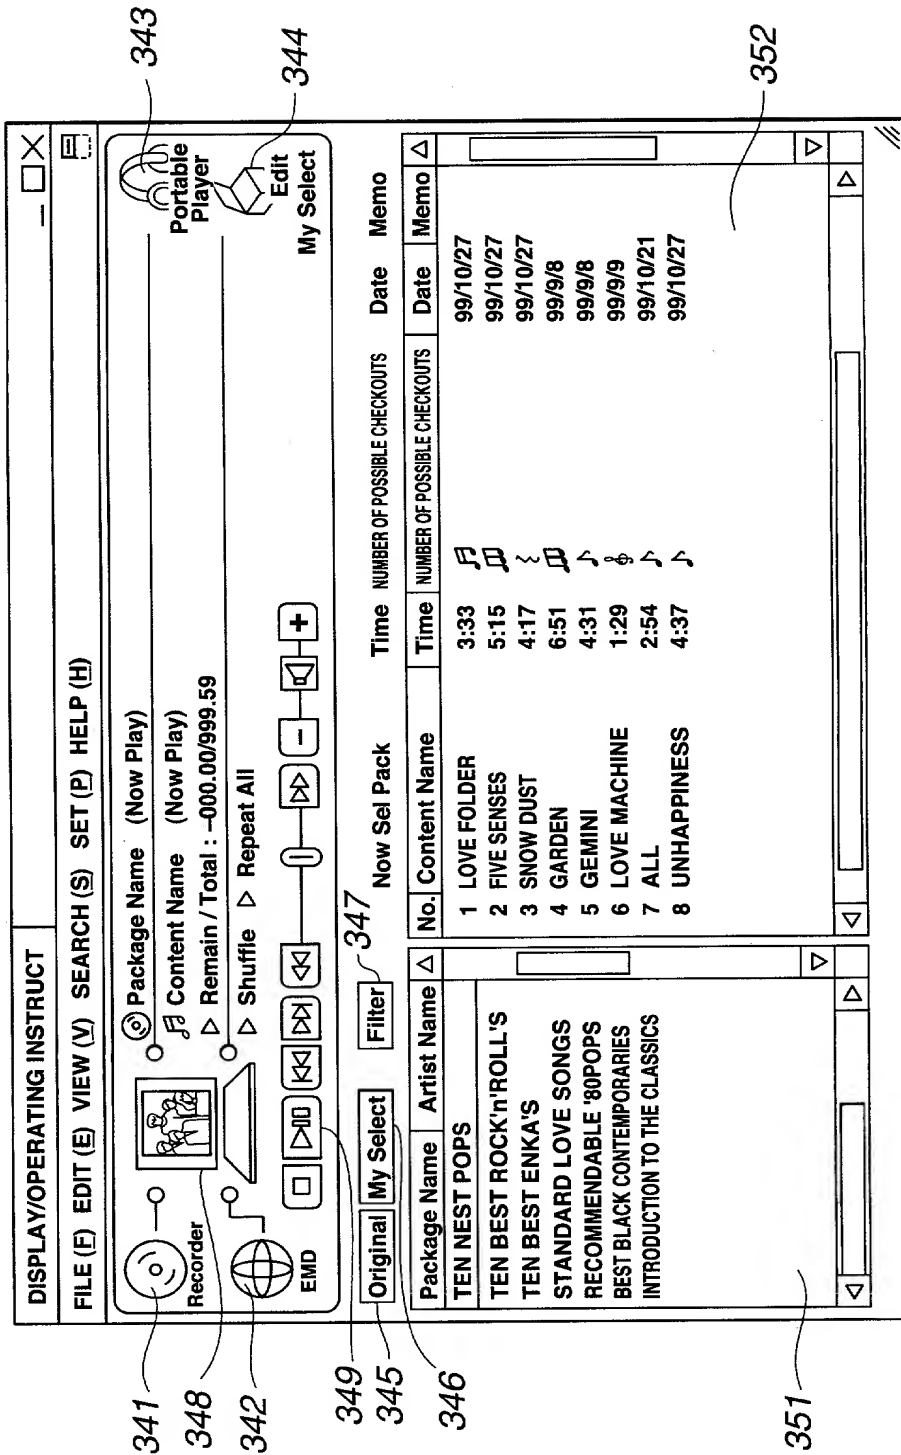 DISPLAY/OPERATING INSTRUCT
FILE (F) EDIT (E) VIEW (V) SEARCH (S) SET (P) HELP (H)
341
348
342
349
345
346
351
343
344
347
352
Recorder
EMD
Package Name (Now Play)
Content Name (Now Play)
Remain / Total : –000.00/999.59
Shuffle ▷ Repeat All
Portable
Player
Edit
My Select
Original My Select Filter
Now Sel Pack Time NUMBER OF POSSIBLE CHECKOUTS Date Memo
Package Name Artist Name
TEN NEST POPS
TEN BEST ROCK'n'ROLL'S
TEN BEST ENKA'S
STANDARD LOVE SONGS
RECOMMENDABLE '80POPS
BEST BLACK CONTEMPORARIES
INTRODUCTION TO THE CLASSICS
No. Content Name Time NUMBER OF POSSIBLE CHECKOUTS Date Memo
1 LOVE FOLDER 3:33 99/10/27
2 FIVE SENSES 5:15 99/10/27
3 SNOW DUST 4:17 99/10/27
4 GARDEN 6:51 99/9/8
5 GEMINI 4:31 99/9/8
6 LOVE MACHINE 1:29 99/9/9
7 ALL 2:54 99/10/21
8 UNHAPPINESS 4:37 99/10/27